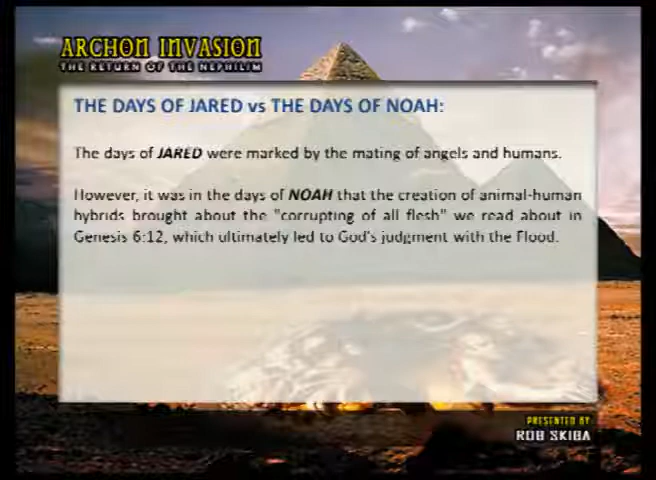 ARCHON INVASION
THE RETURN OF THE NEPHILIM
THE DAYS OF JARED vs THE DAYS OF NOAH:
The days of JARED were marked by the mating of angels and humans.
However, it was in the days of NOAH that the creation of animal-human
hybrids brought about the "corrupting of all flesh" we read about in
Genesis 6:12, which ultimately led to God's judgment with the Flood.
PRESENTED BY
ROB SKIBA